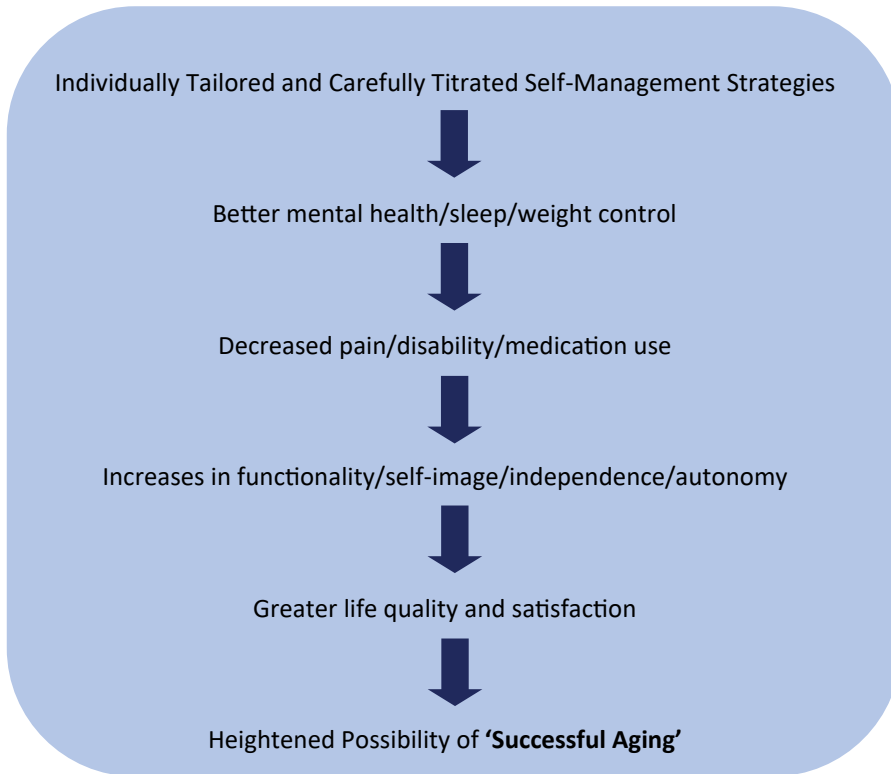 Individually Tailored and Carefully Titrated Self-Management Strategies
Better mental health/sleep/weight control
Decreased pain/disability/medication use
Increases in functionality/self-image/independence/autonomy
Greater life quality and satisfaction
Heightened Possibility of ‘Successful Aging’